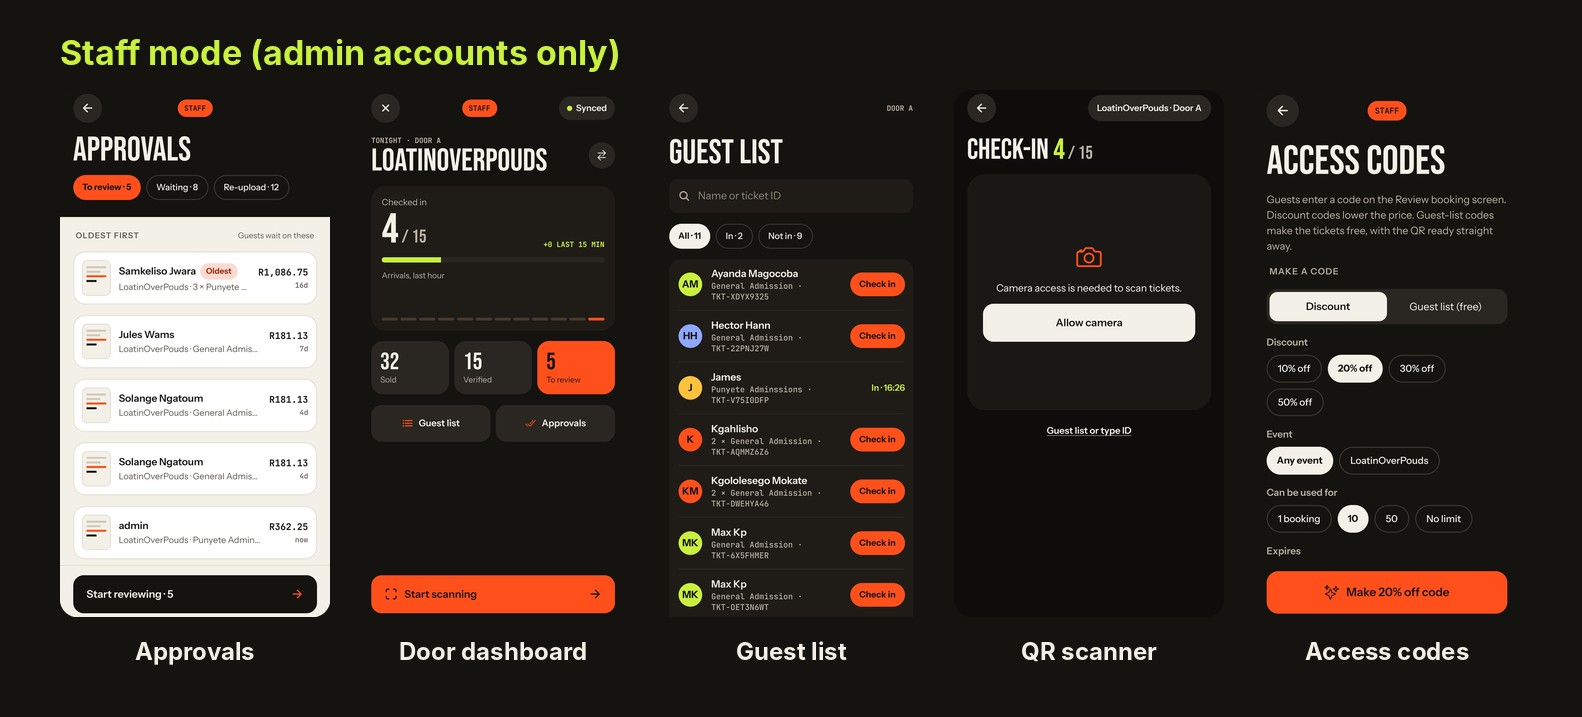 Staff mode (admin accounts only)
STAFF
APPROVALS
To review · 5
Waiting · 8
Re-upload · 12
OLDEST FIRST
Guests wait on these
Samkeliso Jwara
Oldest
R1,086.75
LoatinOverPouds · 3 × Punyete ...
16d
Jules Wams
R181.13
LoatinOverPouds · General Admis...
7d
Solange Ngatoum
R181.13
LoatinOverPouds · General Admis...
4d
Solange Ngatoum
R181.13
LoatinOverPouds · General Admis...
4d
admin
R362.25
LoatinOverPouds · Punyete Admin...
now
Start reviewing · 5
Approvals
STAFF
Synced
TONIGHT · DOOR A
LOATINOVERPOUDS
Checked in
4 / 15
+0 LAST 15 MIN
Arrivals, last hour
32
Sold
15
Verified
5
To review
Guest list
Approvals
Start scanning
Door dashboard
DOOR A
GUEST LIST
Name or ticket ID
All · 11
In · 2
Not in · 9
AM
Ayanda Magocoba
General Admission ·
TKT-XDYX9325
Check in
HH
Hector Hann
General Admission ·
TKT-22PNJ27W
Check in
J
James
Punyete Admissions ·
TKT-V75I0DFP
In · 16:26
K
Kgahlisho
2 × General Admission ·
TKT-AQMMZ6Z6
Check in
KM
Kgololesego Mokate
2 × General Admission ·
TKT-DWEHYA46
Check in
MK
Max Kp
General Admission ·
TKT-6X5FHMER
Check in
MK
Max Kp
General Admission ·
TKT-OET3N6WT
Check in
Guest list
LoatinOverPouds · Door A
CHECK-IN 4 / 15
Camera access is needed to scan tickets.
Allow camera
Guest list or type ID
QR scanner
STAFF
ACCESS CODES
Guests enter a code on the Review booking screen.
Discount codes lower the price. Guest-list codes
make the tickets free, with the QR ready straight
away.
MAKE A CODE
Discount
Guest list (free)
Discount
10% off
20% off
30% off
50% off
Event
Any event
LoatinOverPouds
Can be used for
1 booking
10
50
No limit
Expires
Make 20% off code
Access codes